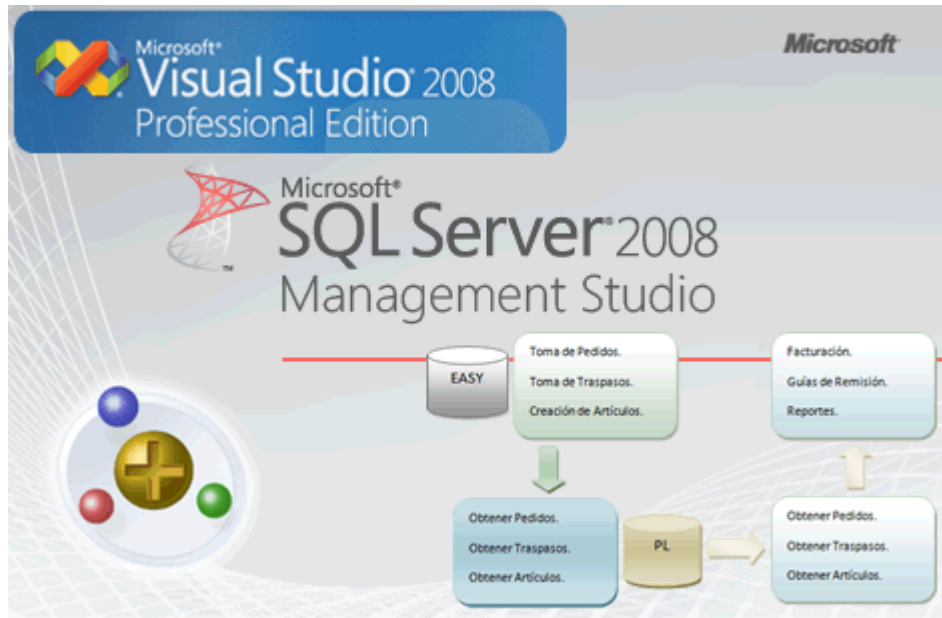 Microsoft®
Visual Studio® 2008
Professional Edition
Microsoft®
Microsoft®
SQL Server® 2008
Management Studio
™
EASY
Toma de Pedidos.
Toma de Traspasos.
Creación de Artículos.
Facturación.
Guías de Remisión.
Reportes.
Obtener Pedidos.
Obtener Traspasos.
Obtener Artículos.
PL
Obtener Pedidos.
Obtener Traspasos.
Obtener Artículos.